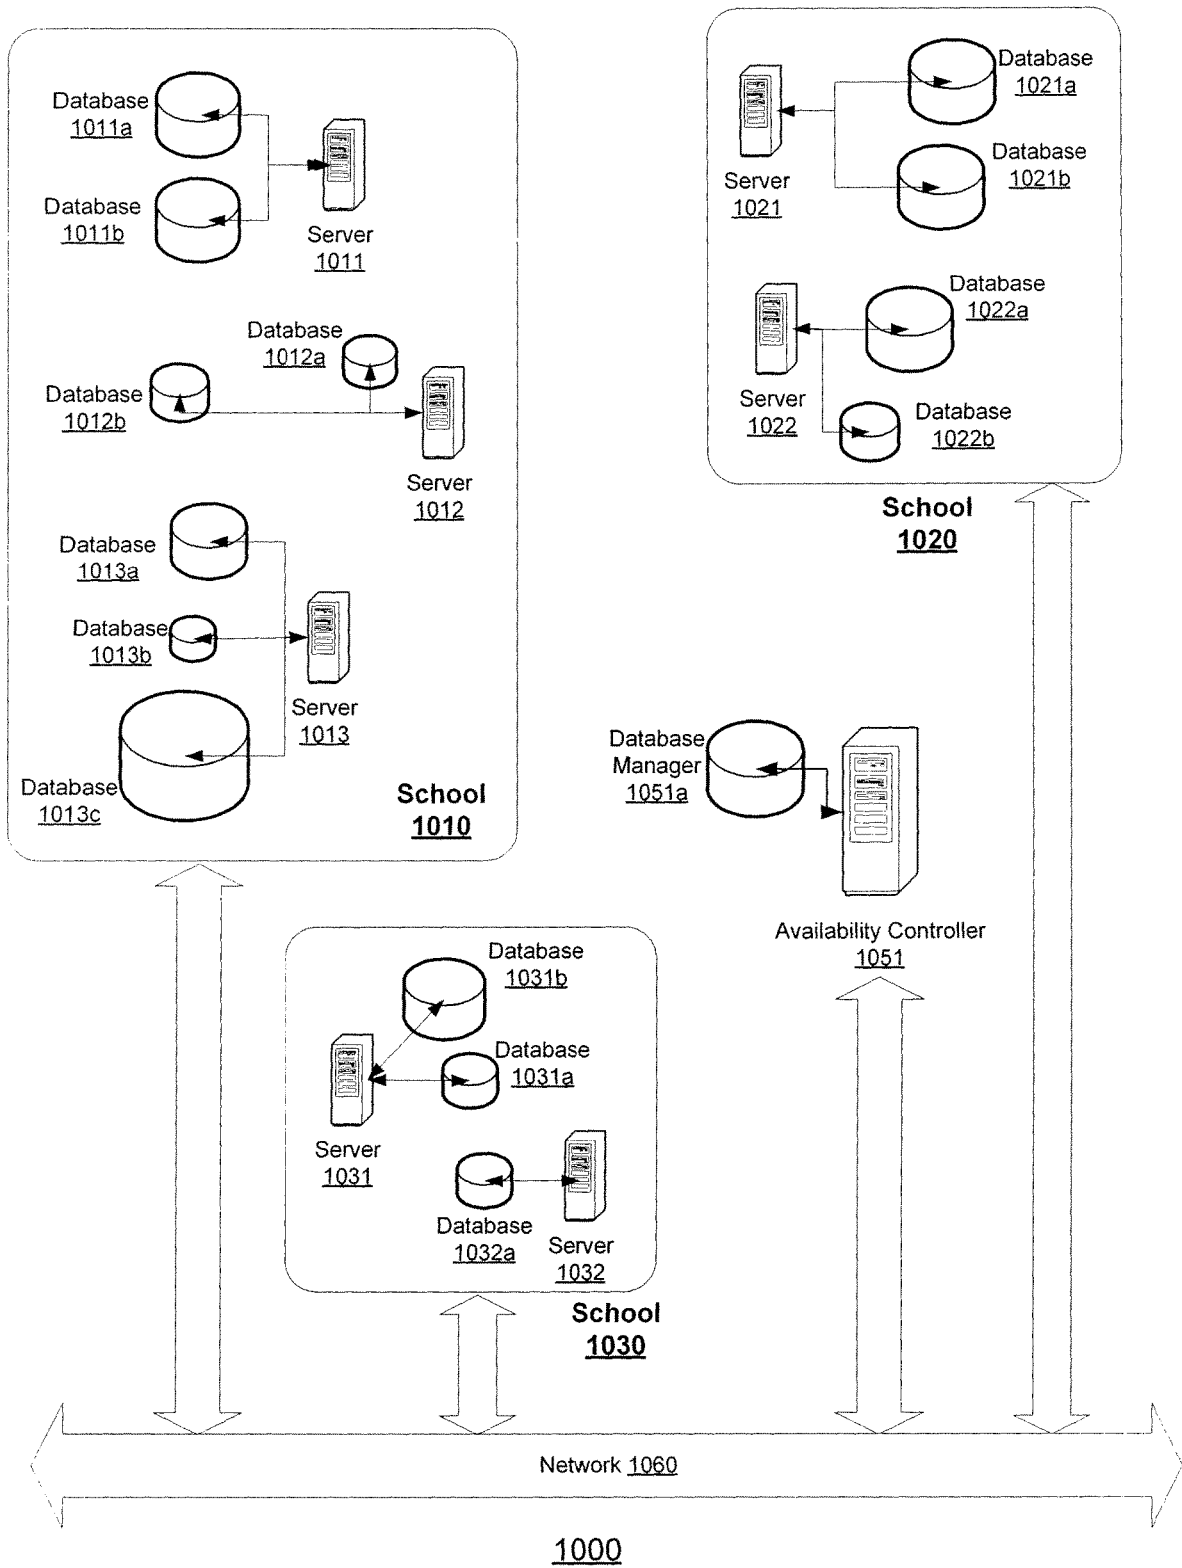 Database
1011a
Database
1011b
Server
1011
Database
1012a
Database
1012b
Server
1012
Database
1013a
Database
1013b
Server
1013
Database
1013c
School
1010
Database
1021a
Server
1021
Database
1021b
Database
1022a
Server
1022
Database
1022b
School
1020
Database
Manager
1051a
Availability Controller
1051
Database
1031b
Database
1031a
Server
1031
Database
1032a
Server
1032
School
1030
Network 1060
1000